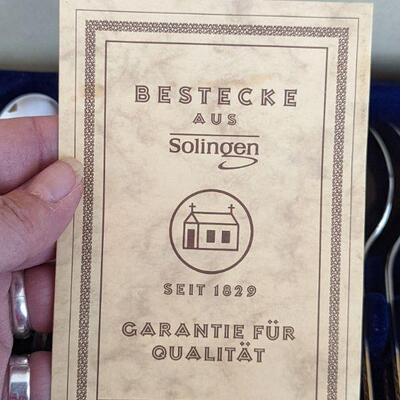 BESTECKE
AUS
Solingen
SEIT 1829
GARANTIE FÜR
QUALITÄT